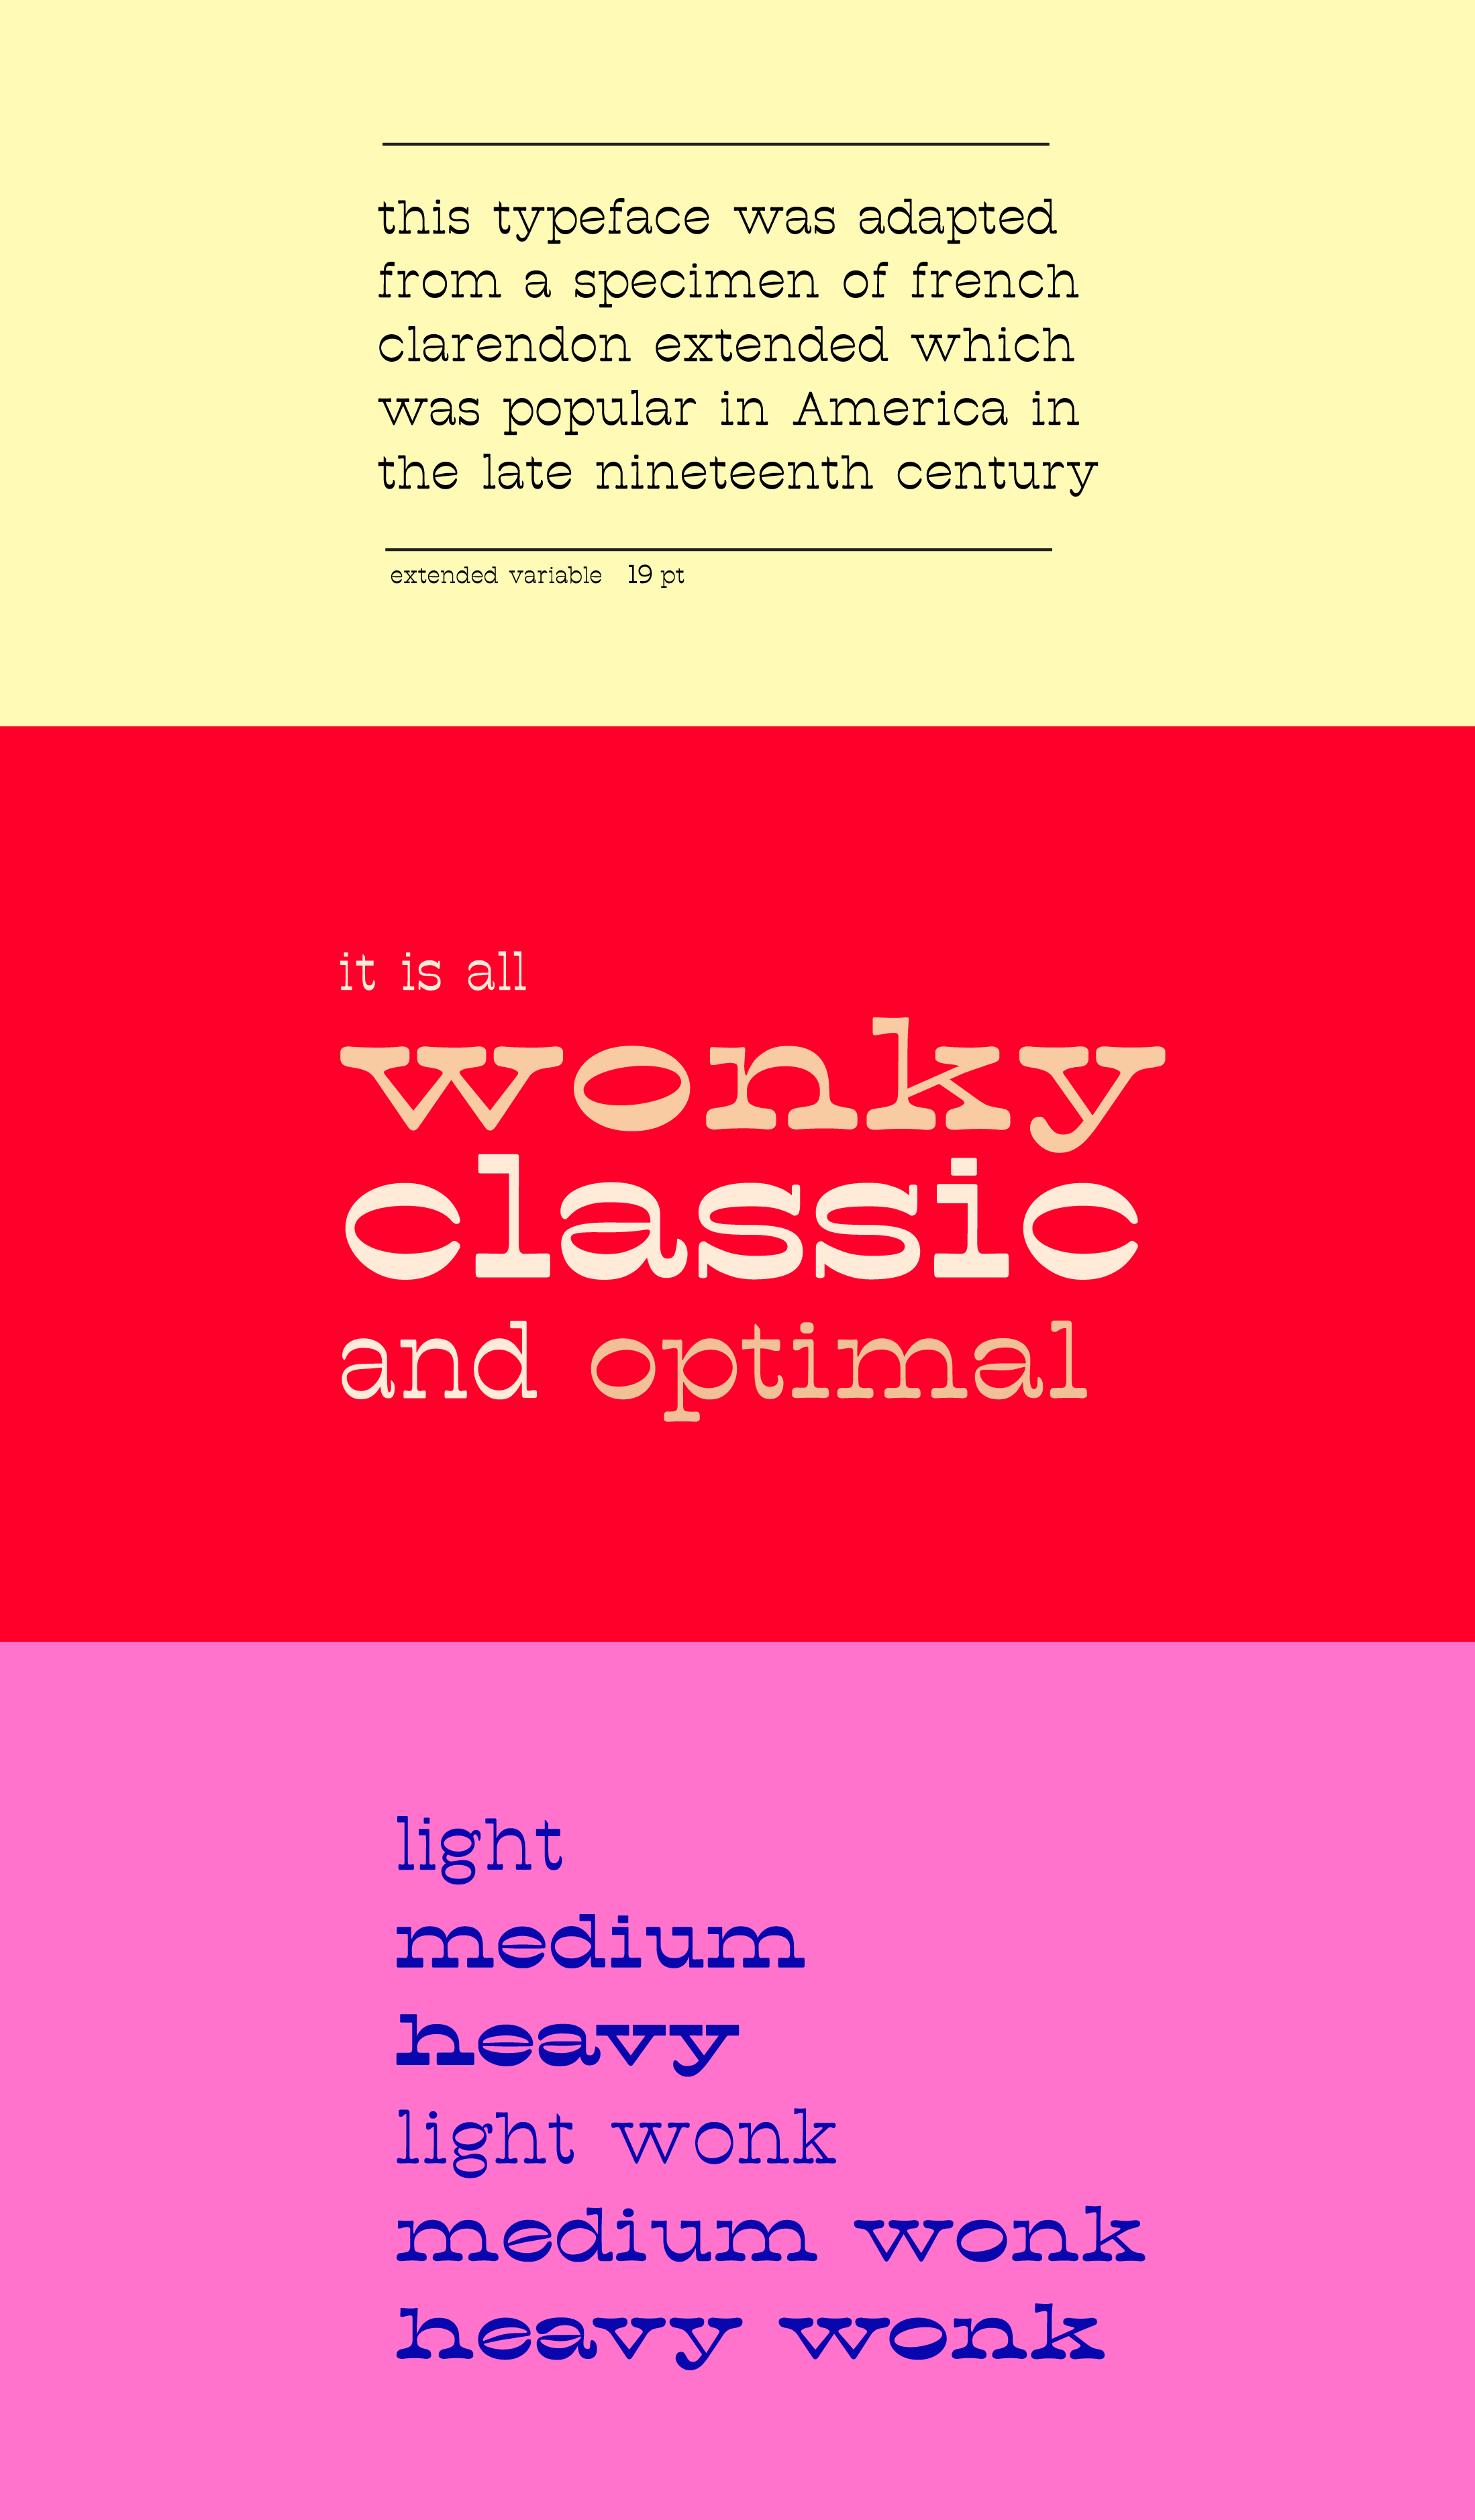 this typeface was adapted
from a specimen of french
clarendon extended which
was popular in America in
the late nineteenth century
extended variable 19 pt
it is all
wonky
classic
and optimal
light
medium
heavy
light wonk
medium wonk
heavy wonk